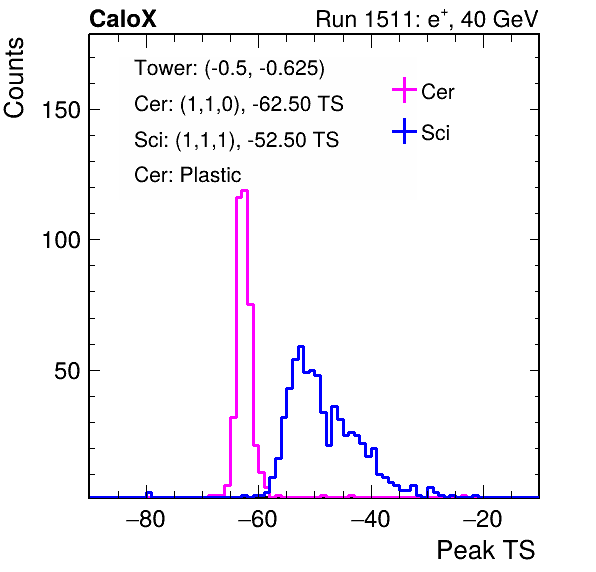 CaloX Run 1511: e⁺, 40 GeV
Tower: (-0.5, -0.625)
Cer: (1,1,0), -62.50 TS
Sci: (1,1,1), -52.50 TS
Cer: Plastic
Cer
Sci
Counts
150
100
50
−80 −60 −40 −20
Peak TS